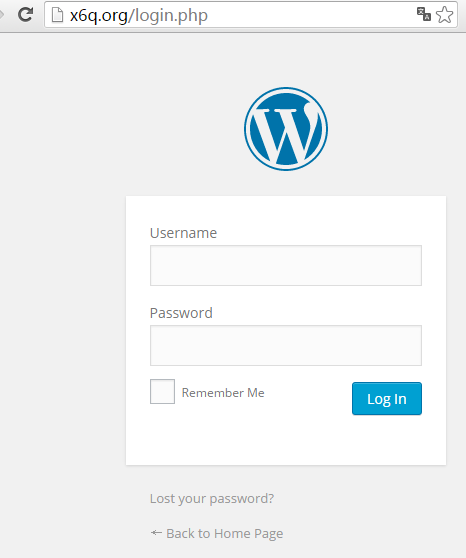 x6q.org/login.php
W
Username
Password
Remember Me
Log In
Lost your password?
← Back to Home Page